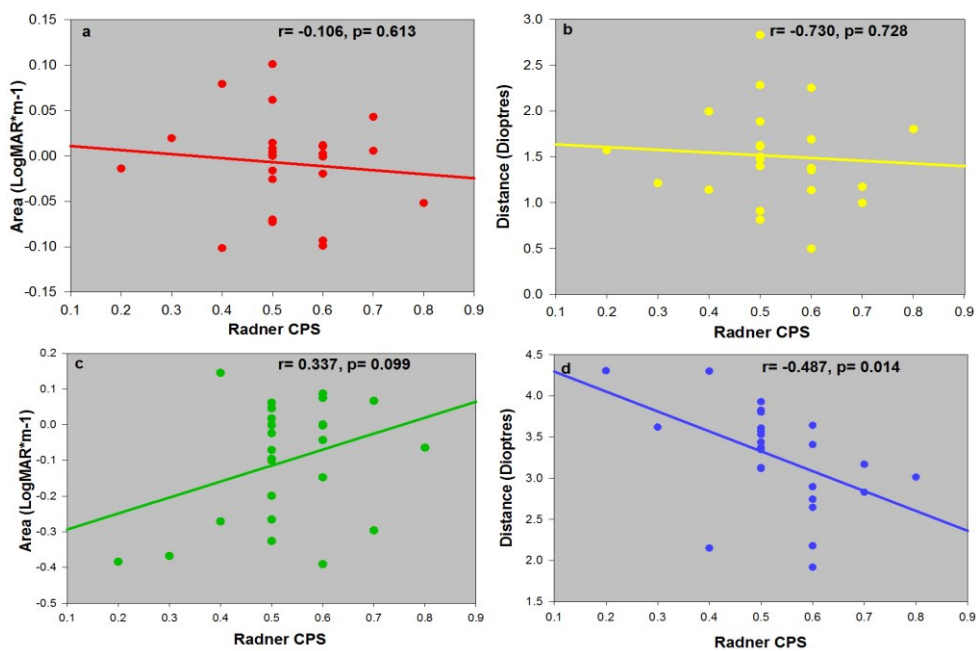 a
r= -0.106, p= 0.613
Area (LogMAR*m-1)
0.15
0.10
0.05
0.00
-0.05
-0.10
-0.15
0.1 0.2 0.3 0.4 0.5 0.6 0.7 0.8 0.9
Radner CPS
b
r= -0.730, p= 0.728
Distance (Dioptres)
3.0
2.5
2.0
1.5
1.0
0.5
0.0
0.1 0.2 0.3 0.4 0.5 0.6 0.7 0.8 0.9
Radner CPS
c
r= 0.337, p= 0.099
Area (LogMAR*m-1)
0.2
0.1
0.0
-0.1
-0.2
-0.3
-0.4
-0.5
0.1 0.2 0.3 0.4 0.5 0.6 0.7 0.8 0.9
Radner CPS
d
r= -0.487, p= 0.014
Distance (Dioptres)
4.5
4.0
3.5
3.0
2.5
2.0
1.5
0.1 0.2 0.3 0.4 0.5 0.6 0.7 0.8 0.9
Radner CPS